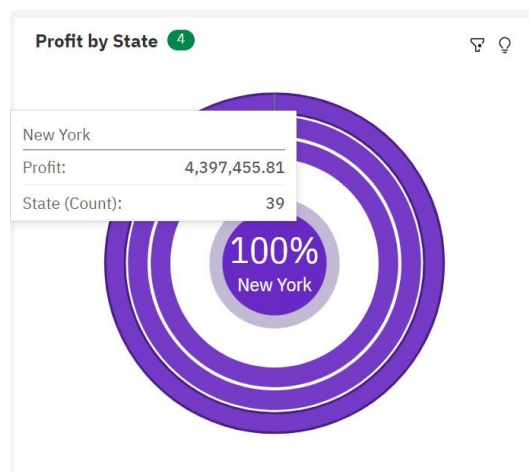 Profit by State 4
New York
Profit: 4,397,455.81
State (Count): 39
100%
New York